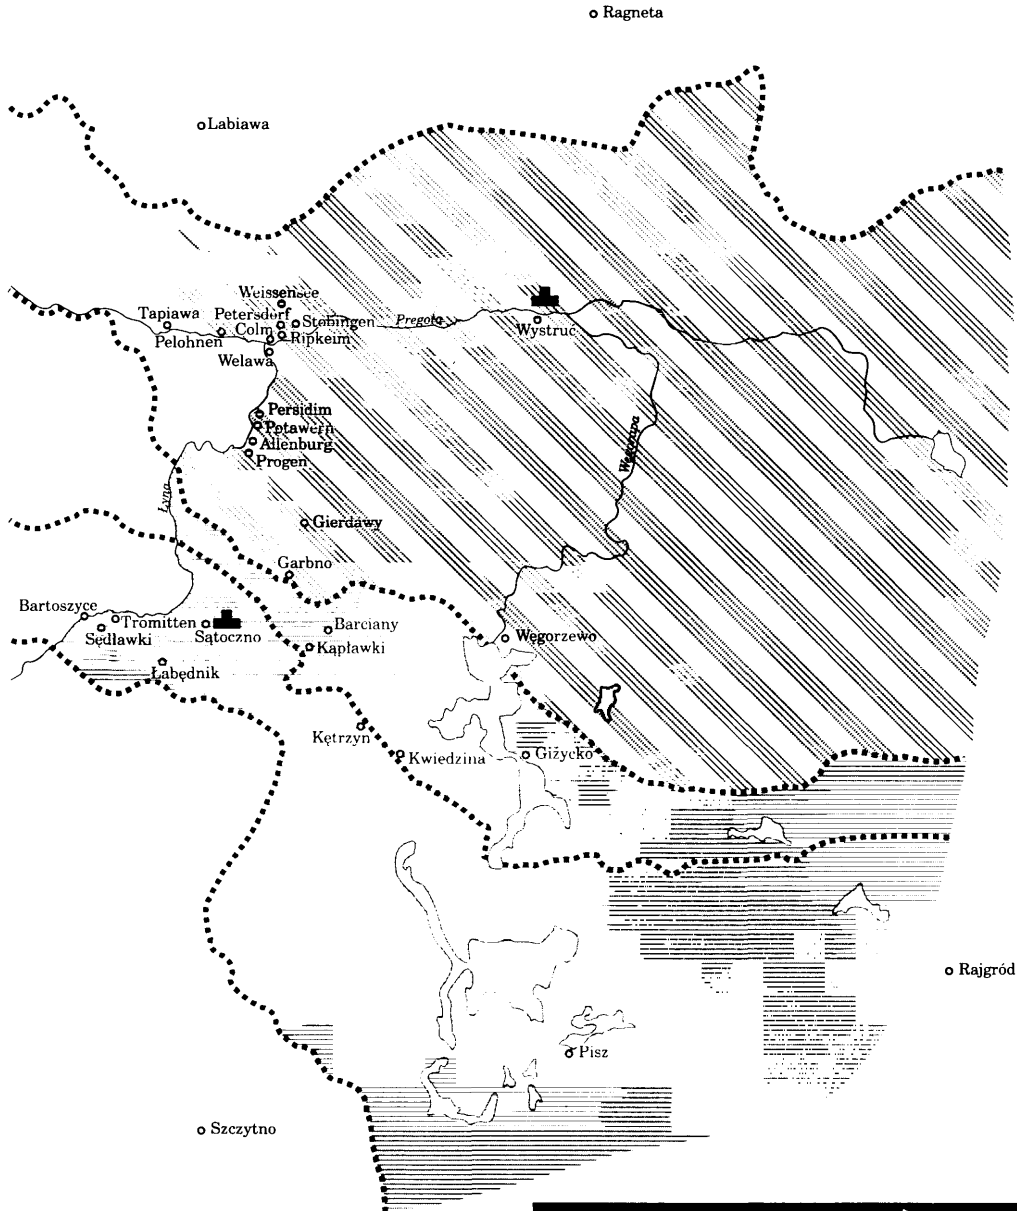 Ragneta
Labiawa
Weissensee
Tapiawa
Petersdorf
Stobingen
Pregoła
Colm
Pelohnen
Ripkeim
Wystruć
Welawa
Persidim
Potawern
Allenburg
Progen
Węgorapa
Łyna
Gierdawy
Garbno
Bartoszyce
Tromitten
Barciany
Sędławki
Sątoczno
Węgorzewo
Kąpławki
Łabędnik
Kętrzyn
Kwiedzina
Giżycko
Rajgród
Pisz
Szczytno